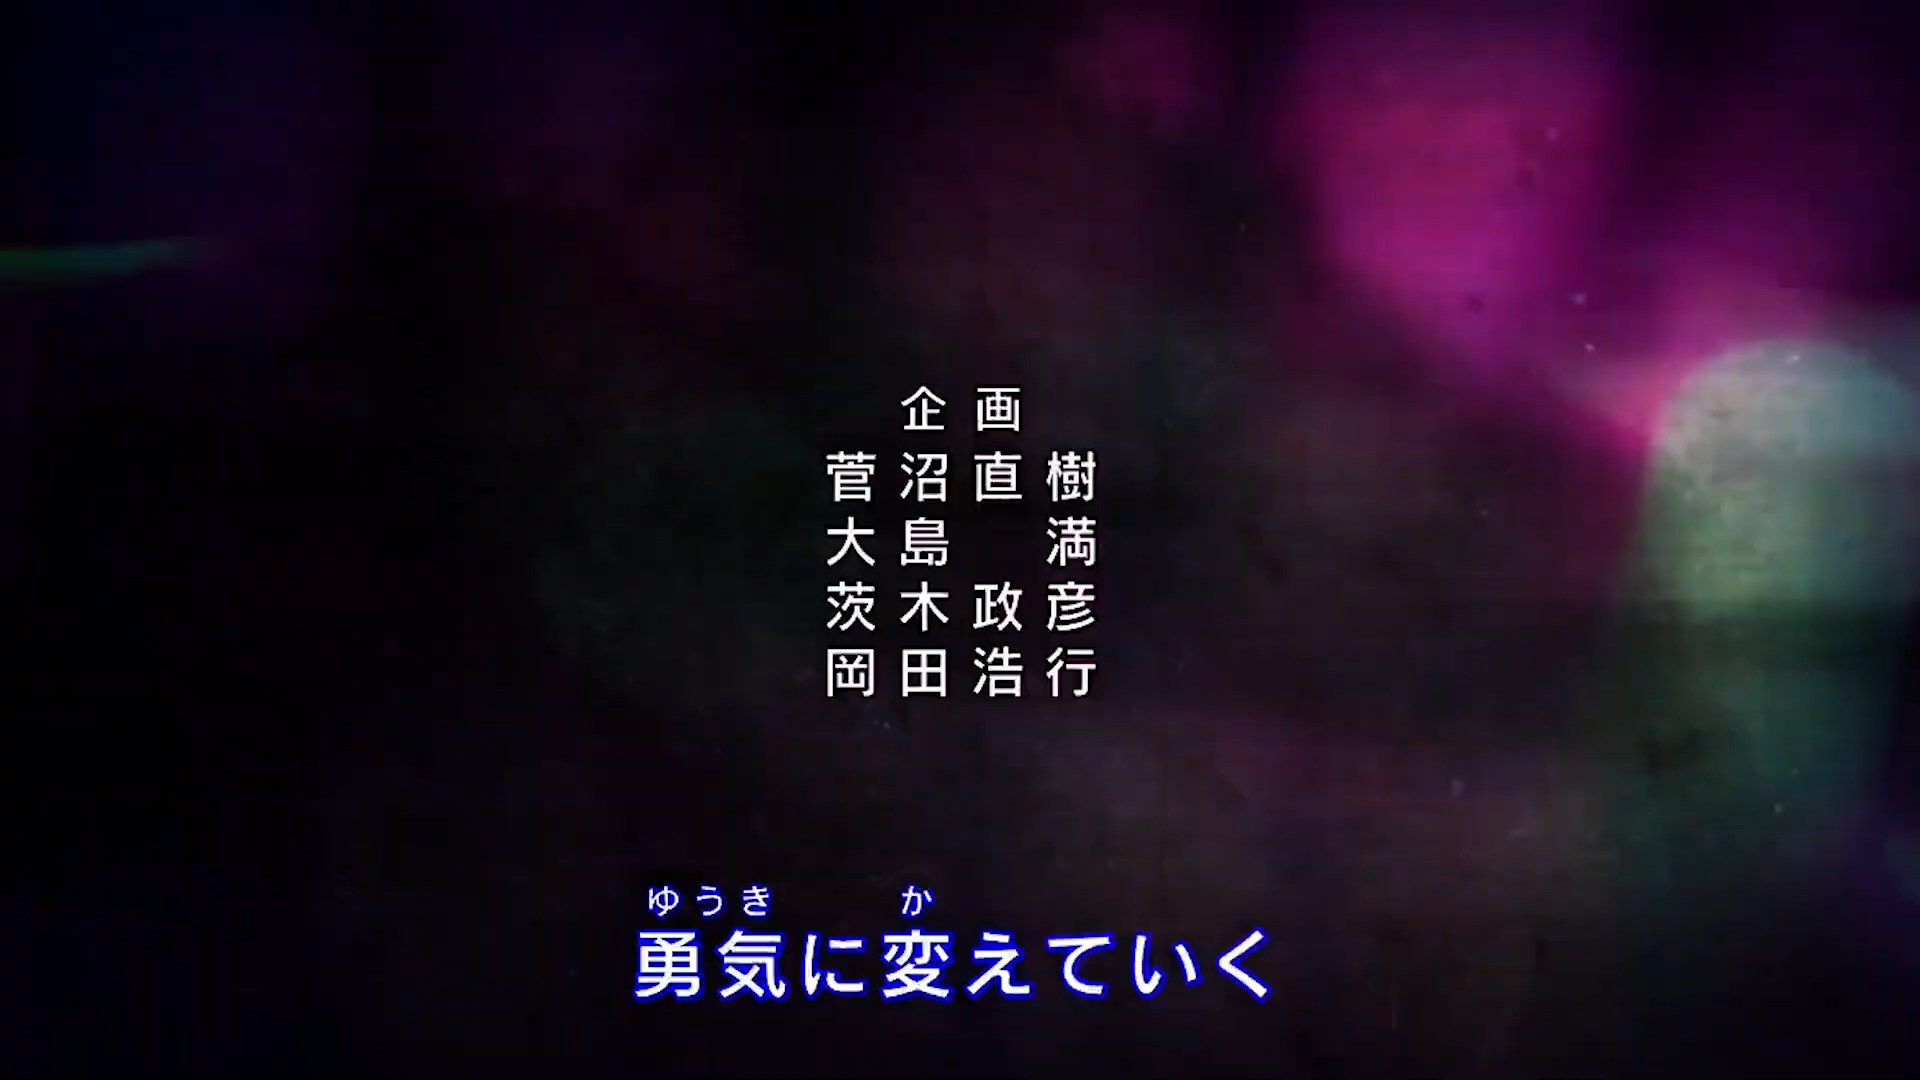 企画
菅沼直樹
大島　満
茨木政彦
岡田浩行
ゆうき か
勇気に変えていく